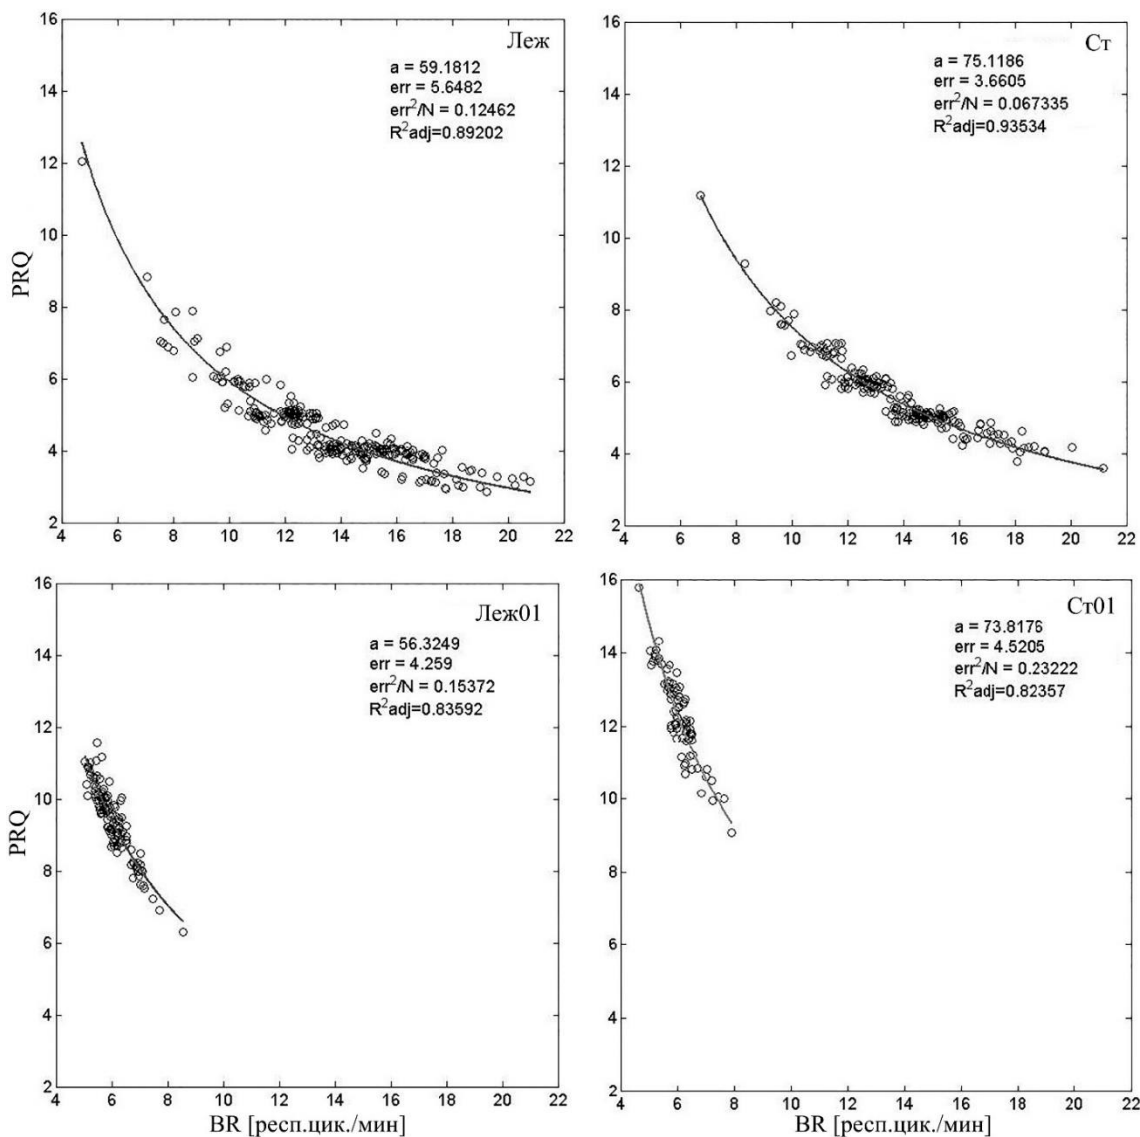 Леж
a = 59.1812
err = 5.6482
err²/N = 0.12462
R²adj=0.89202
PRQ
16
14
12
10
8
6
4
2
4 6 8 10 12 14 16 18 20 22
Ст
a = 75.1186
err = 3.6605
err²/N = 0.067335
R²adj=0.93534
16
14
12
10
8
6
4
2
4 6 8 10 12 14 16 18 20 22
Леж01
a = 56.3249
err = 4.259
err²/N = 0.15372
R²adj=0.83592
PRQ
16
14
12
10
8
6
4
2
4 6 8 10 12 14 16 18 20 22
BR [респ.цик./мин]
Ст01
a = 73.8176
err = 4.5205
err²/N = 0.23222
R²adj=0.82357
16
14
12
10
8
6
4
2
4 6 8 10 12 14 16 18 20 22
BR [респ.цик./мин]